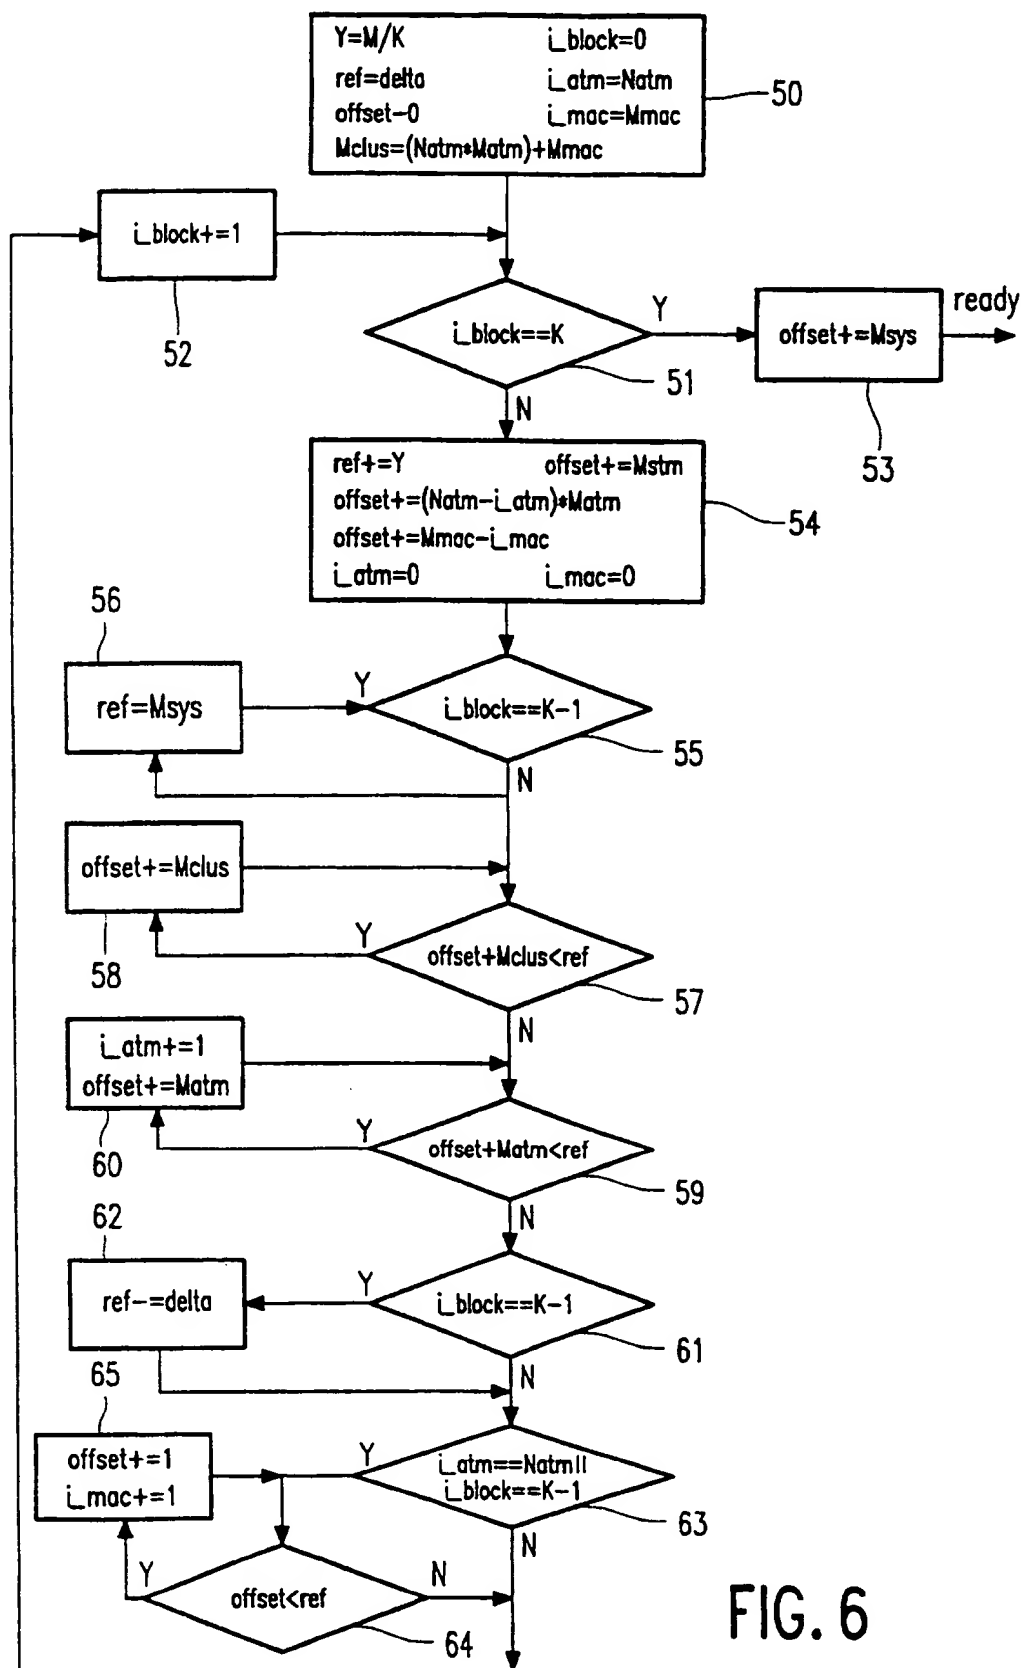 Y=M/K i_block=0
ref=delta i_atm=Natm
offset-0 i_mac=Mmac
Mclus=(Natm*Matm)+Mmac
50
i_block+=1
52
i_block==K
Y
51
N
offset+=Msys
ready
53
ref+=Y offset+=Mstm
offset+=(Natm-i_atm)*Matm
offset+=Mmac-i_mac
i_atm=0 i_mac=0
54
56
ref=Msys
Y
i_block==K-1
55
N
offset+=Mclus
58
Y
offset+Mclus<ref
57
N
i_atm+=1
offset+=Matm
60
Y
offset+Matm<ref
59
N
62
ref-=delta
Y
i_block==K-1
61
N
65
offset+=1
i_mac+=1
Y
i_atm==Natm||
i_block==K-1
63
N
Y
offset<ref
N
64
FIG. 6